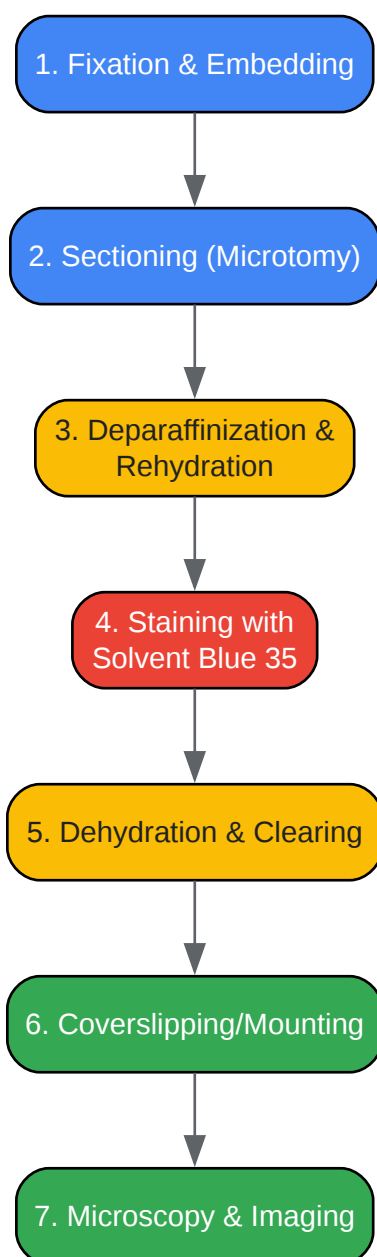 1. Fixation & Embedding
2. Sectioning (Microtomy)
3. Deparaffinization &
Rehydration
4. Staining with
Solvent Blue 35
5. Dehydration & Clearing
6. Coverslipping/Mounting
7. Microscopy & Imaging